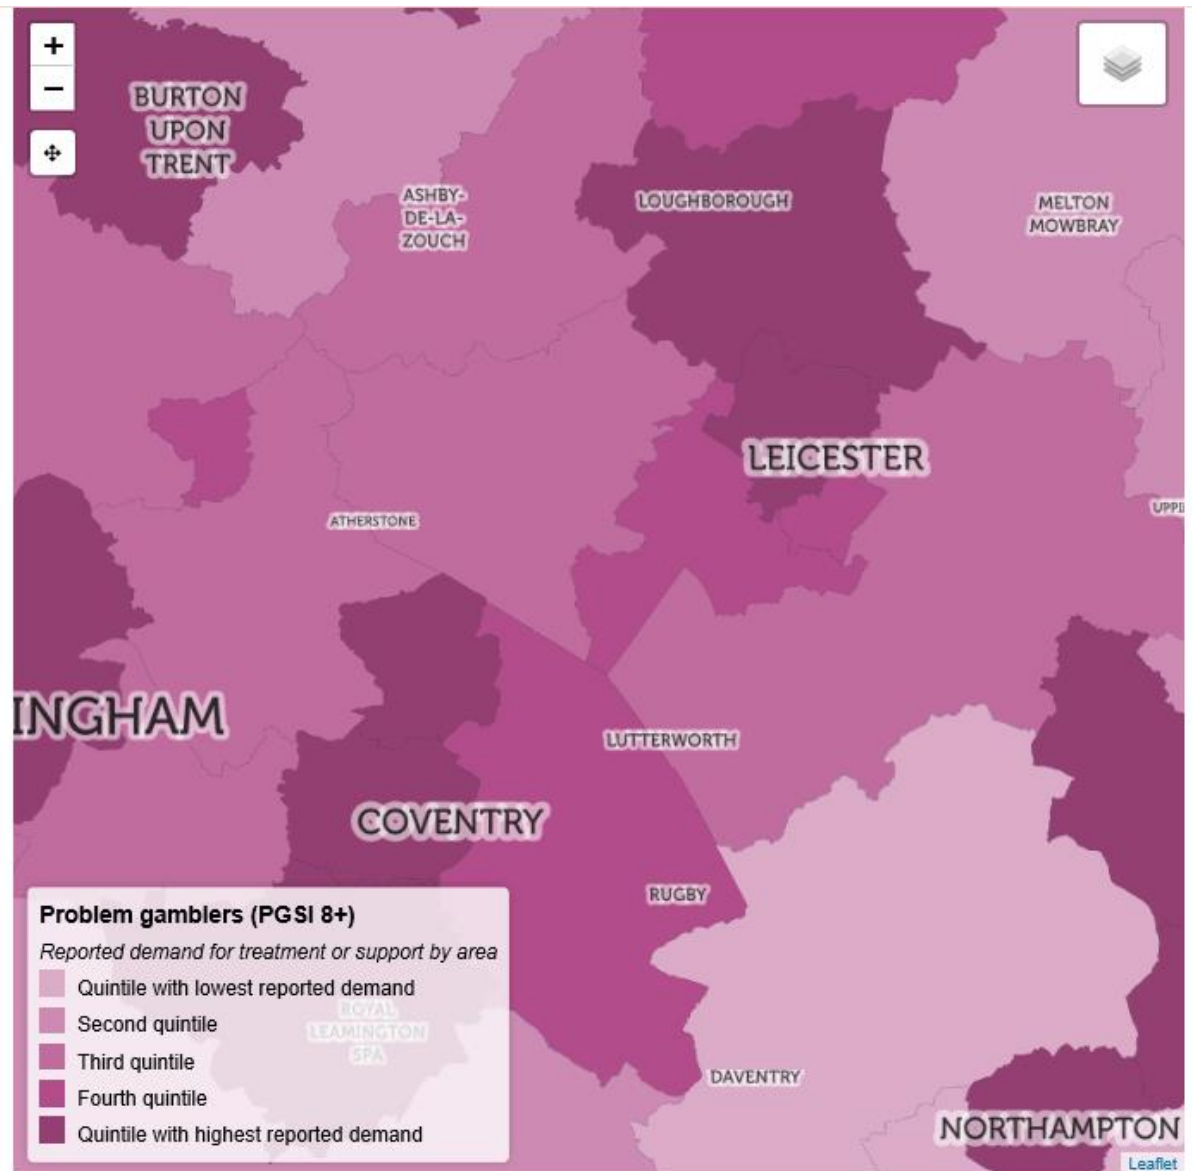 +
−
BURTON
UPON
TRENT
ASHBY-
DE-LA-
ZOUCH
LOUGHBOROUGH
MELTON
MOWBRAY
LEICESTER
UPPI
ATHERSTONE
INGHAM
LUTTERWORTH
COVENTRY
RUGBY
Problem gamblers (PGSI 8+)
Reported demand for treatment or support by area
Quintile with lowest reported demand
Second quintile
Third quintile
Fourth quintile
Quintile with highest reported demand
ROYAL
LEAMINGTON
SPA
DAVENTRY
NORTHAMPTON
Leaflet